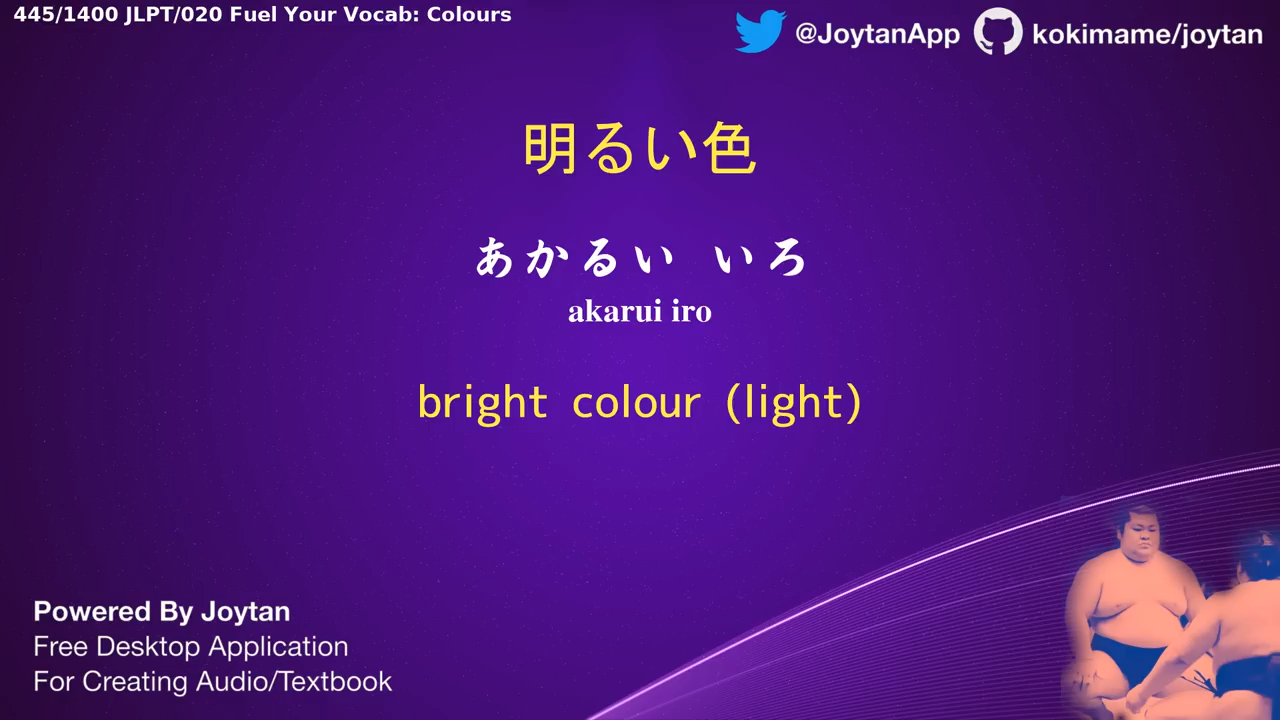 445/1400 JLPT/020 Fuel Your Vocab: Colours
@JoytanApp kokimame/joytan
明るい色
あかるい いろ
akarui iro
bright colour (light)
Powered By Joytan
Free Desktop Application
For Creating Audio/Textbook